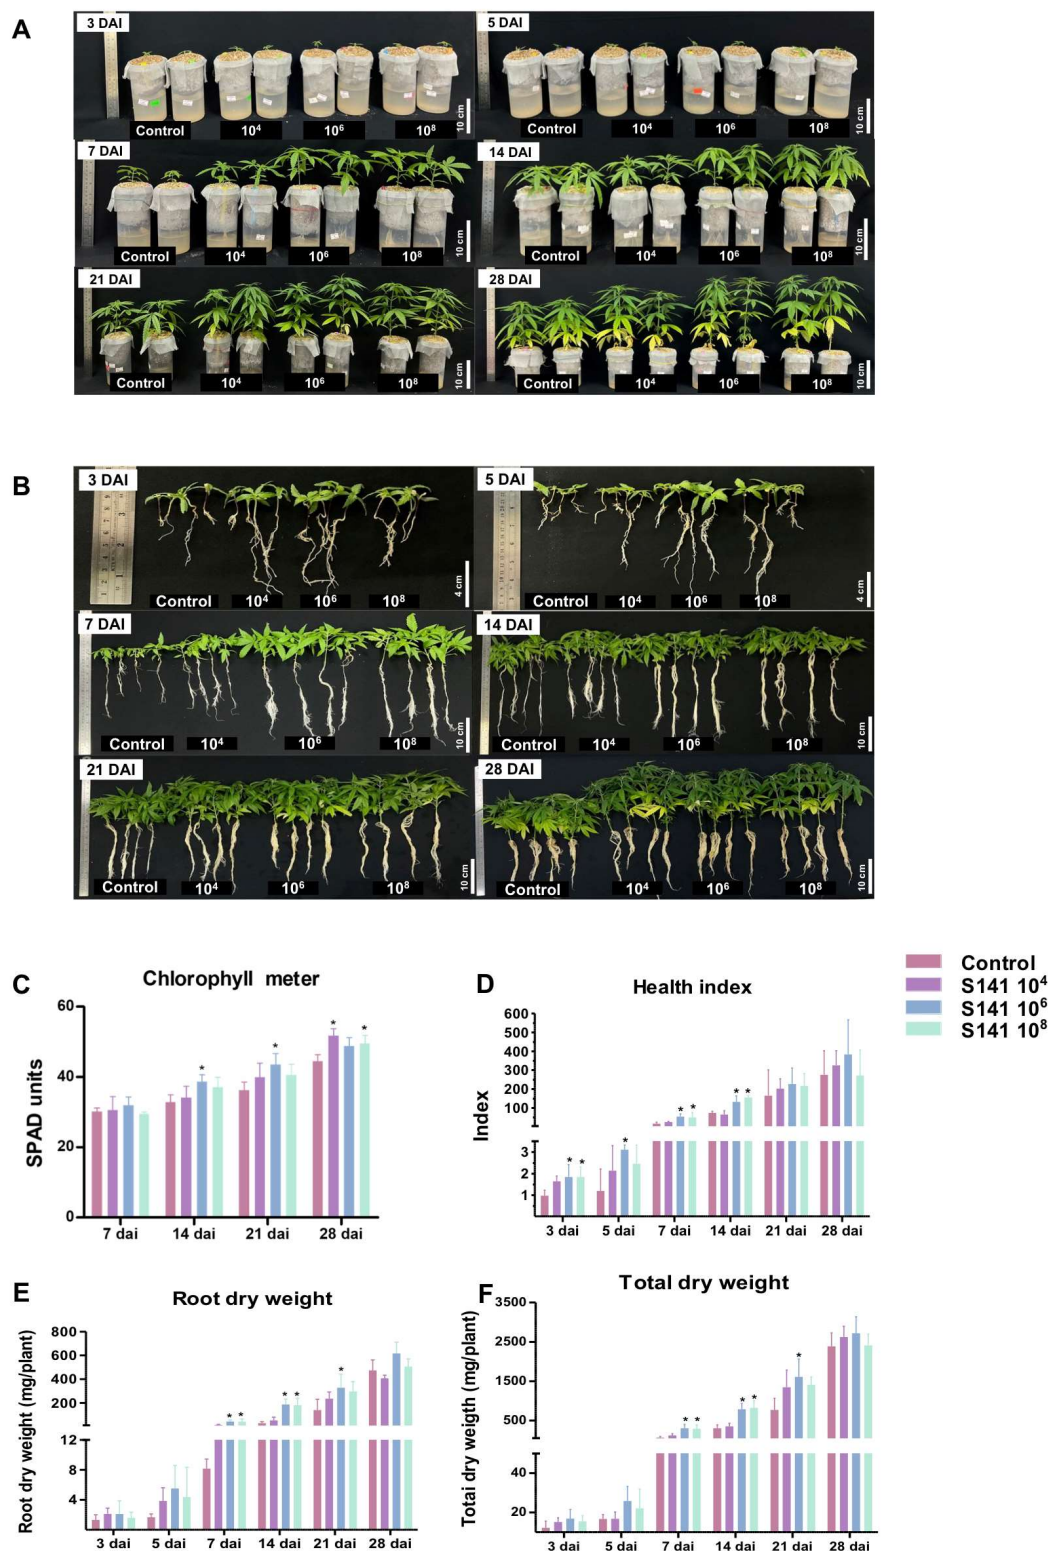 A
3 DAI
Control
10⁴
10⁶
10⁸
10 cm
5 DAI
Control
10⁴
10⁶
10⁸
10 cm
7 DAI
Control
10⁴
10⁶
10⁸
10 cm
14 DAI
Control
10⁴
10⁶
10⁸
10 cm
21 DAI
Control
10⁴
10⁶
10⁸
10 cm
28 DAI
Control
10⁴
10⁶
10⁸
10 cm
B
3 DAI
Control
10⁴
10⁶
10⁸
4 cm
5 DAI
Control
10⁴
10⁶
10⁸
4 cm
7 DAI
Control
10⁴
10⁶
10⁸
10 cm
14 DAI
Control
10⁴
10⁶
10⁸
10 cm
21 DAI
Control
10⁴
10⁶
10⁸
10 cm
28 DAI
Control
10⁴
10⁶
10⁸
10 cm
C
Chlorophyll meter
SPAD units
60
40
20
0
* * * *
7 dai 14 dai 21 dai 28 dai
D
Health index
Index
600
500
400
300
200
100
3
2
1
* * * * * * *
3 dai 5 dai 7 dai 14 dai 21 dai 28 dai
Control
S141 10⁴
S141 10⁶
S141 10⁸
E
Root dry weight
Root dry weight (mg/plant)
800
600
400
200
12
8
4
* * * * *
3 dai 5 dai 7 dai 14 dai 21 dai 28 dai
F
Total dry weight
Totai dry weigth (mg/plant)
3500
2500
1500
500
40
20
* * * * *
3 dai 5 dai 7 dai 14 dai 21 dai 28 dai